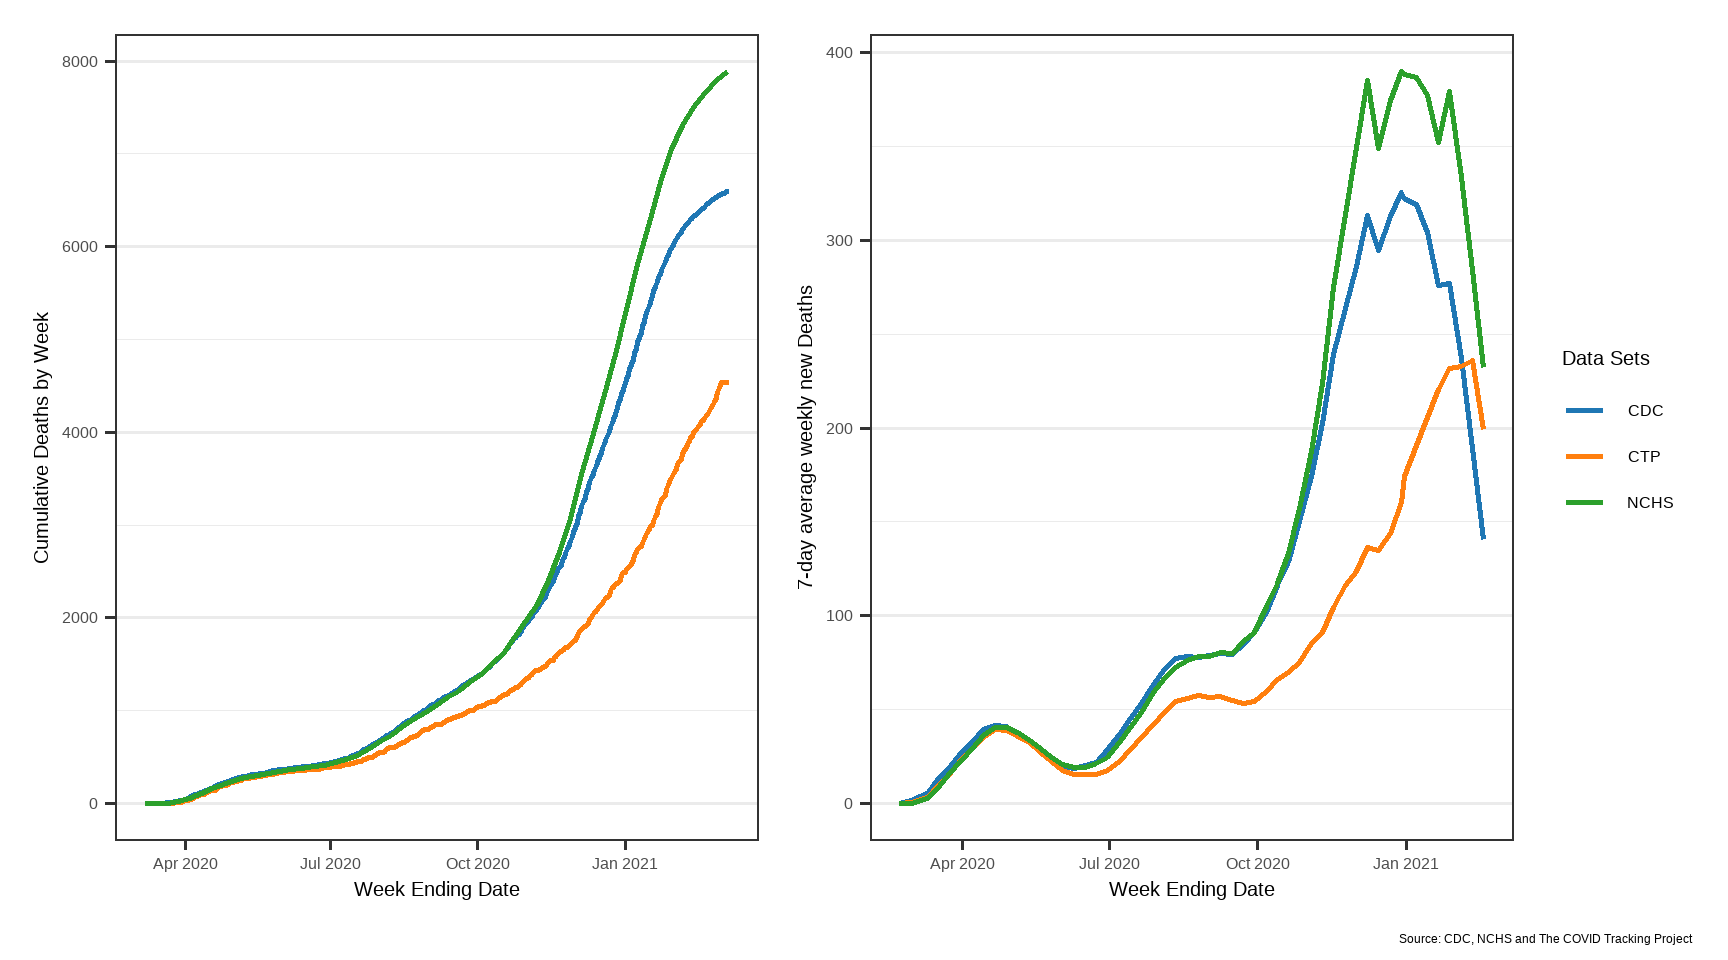 Cumulative Deaths by Week
8000
6000
4000
2000
0
Apr 2020 Jul 2020 Oct 2020 Jan 2021
Week Ending Date
7-day average weekly new Deaths
400
300
200
100
0
Apr 2020 Jul 2020 Oct 2020 Jan 2021
Week Ending Date
Data Sets
CDC
CTP
NCHS
Source: CDC, NCHS and The COVID Tracking Project